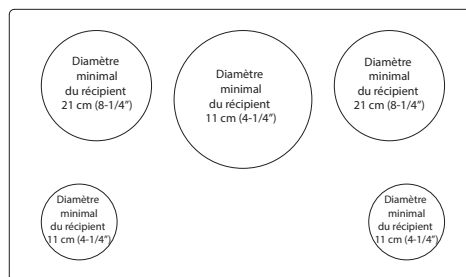 Diamètre
minimal
du récipient
21 cm (8-1/4″)
Diamètre
minimal
du récipient
11 cm (4-1/4″)
Diamètre
minimal
du récipient
21 cm (8-1/4″)
Diamètre
minimal
du récipient
11 cm (4-1/4″)
Diamètre
minimal
du récipient
11 cm (4-1/4″)